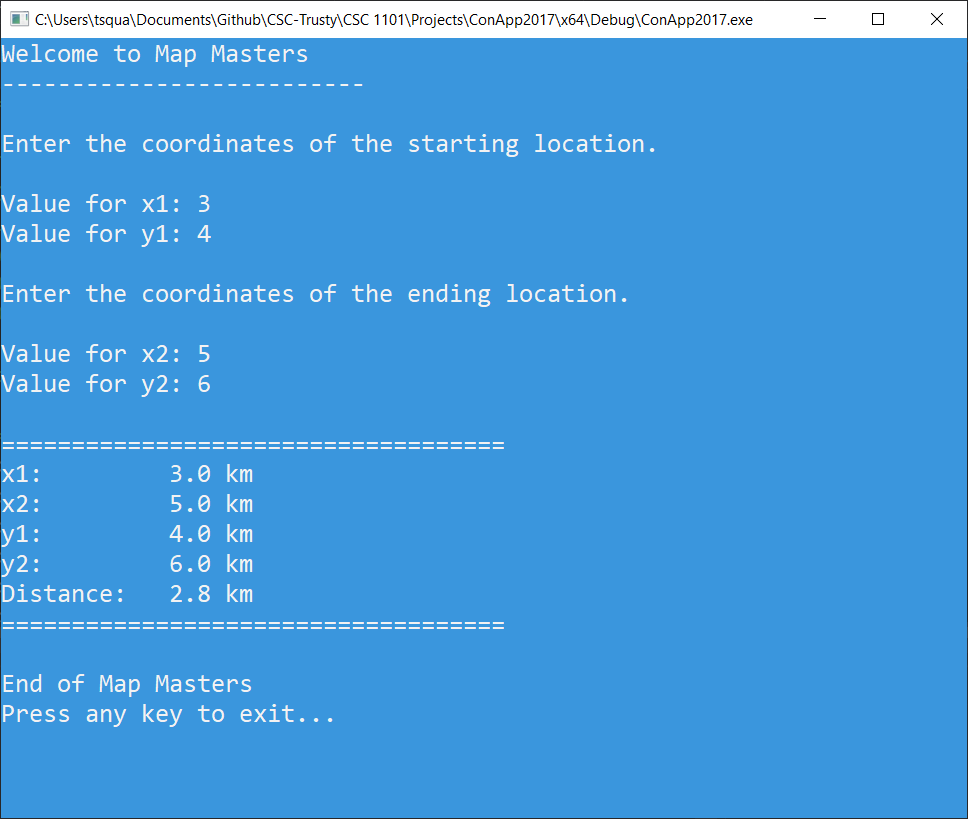 C:\Users\tsqua\Documents\Github\CSC-Trusty\CSC 1101\Projects\ConApp2017\x64\Debug\ConApp2017.exe
Welcome to Map Masters
--------------------------
Enter the coordinates of the starting location.
Value for x1: 3
Value for y1: 4
Enter the coordinates of the ending location.
Value for x2: 5
Value for y2: 6
====================================
x1:         3.0 km
x2:         5.0 km
y1:         4.0 km
y2:         6.0 km
Distance:   2.8 km
====================================
End of Map Masters
Press any key to exit...